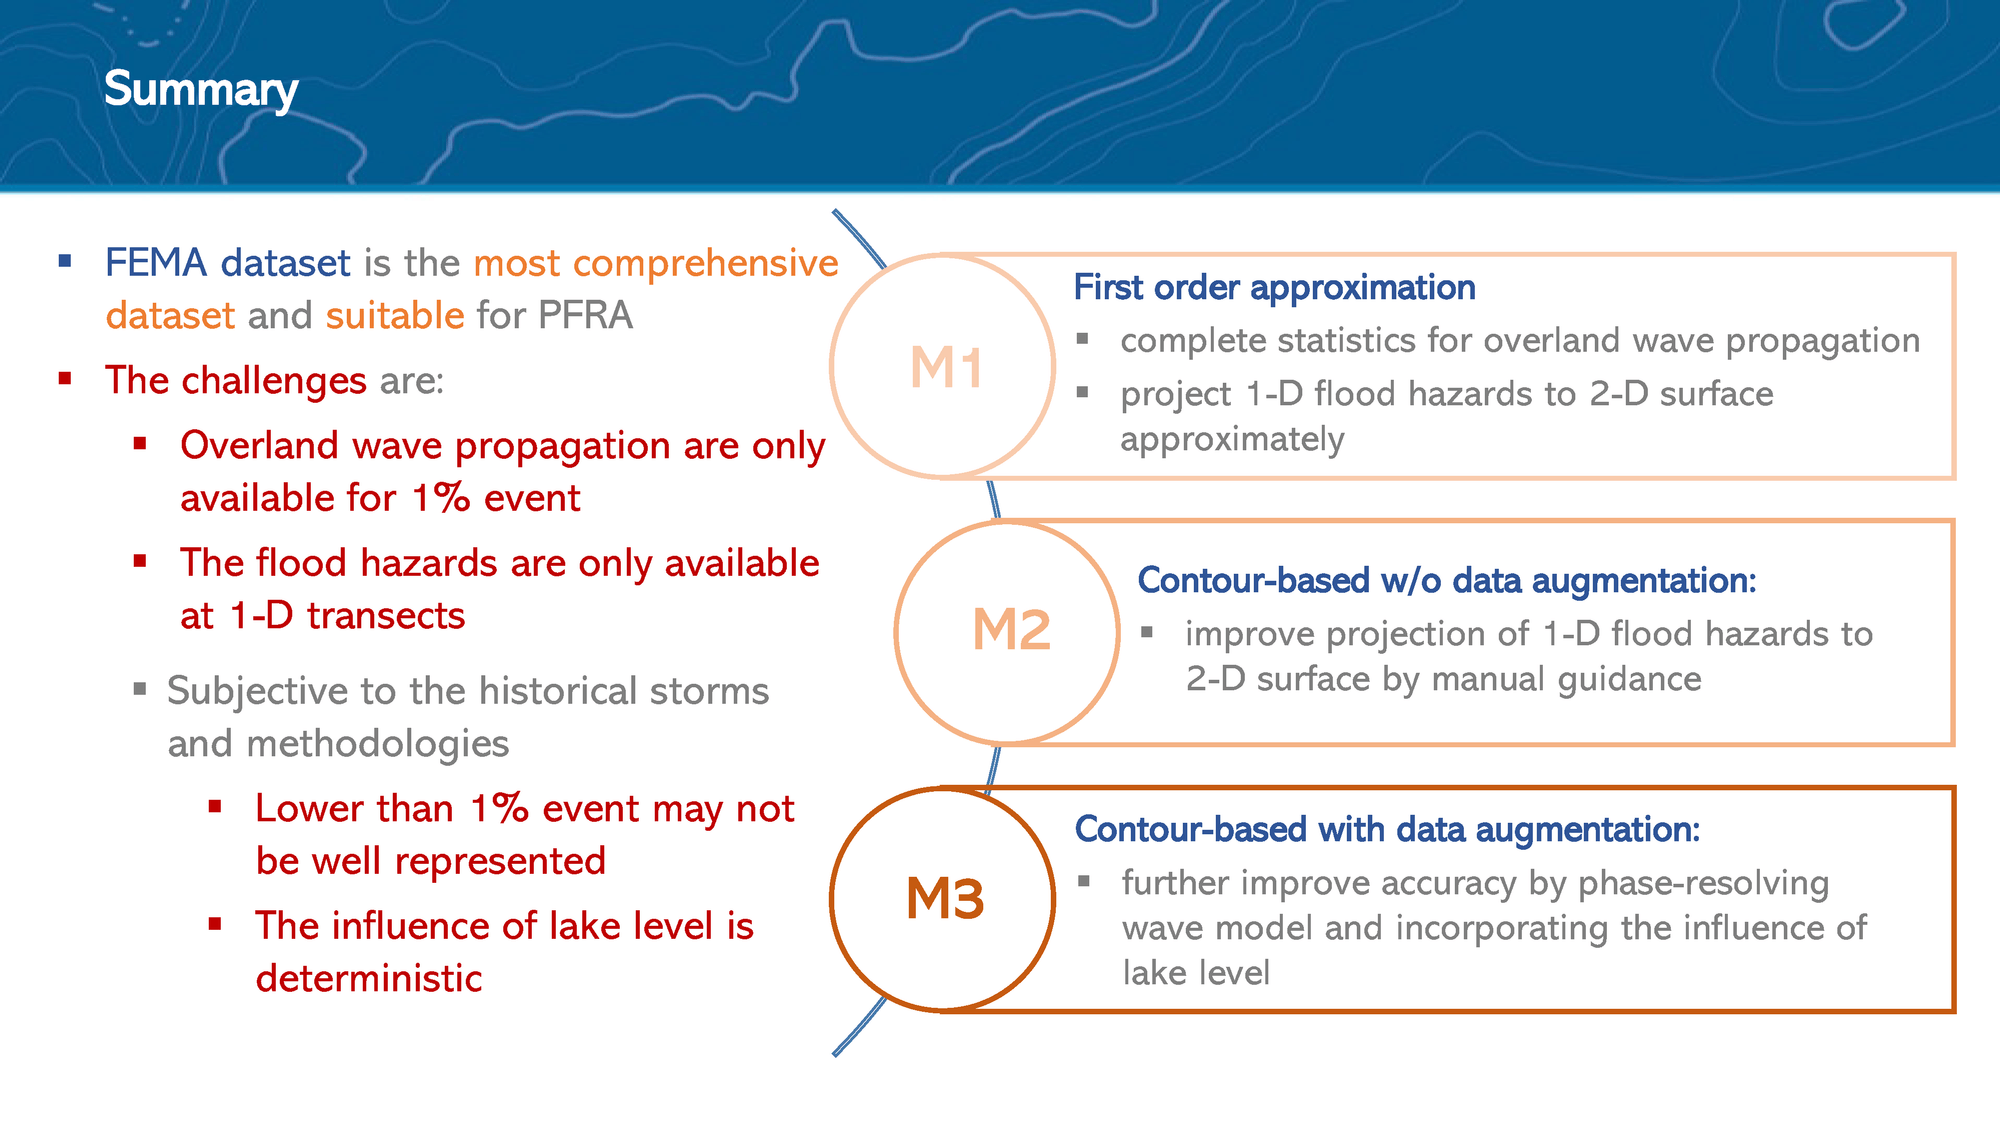 Summary
▪ FEMA dataset is the most comprehensive
dataset and suitable for PFRA
▪ The challenges are:
▪ Overland wave propagation are only
available for 1% event
▪ The flood hazards are only available
at 1-D transects
▪ Subjective to the historical storms
and methodologies
▪ Lower than 1% event may not
be well represented
▪ The influence of lake level is
deterministic
M1
First order approximation
▪ complete statistics for overland wave propagation
▪ project 1-D flood hazards to 2-D surface
approximately
M2
Contour-based w/o data augmentation:
▪ improve projection of 1-D flood hazards to
2-D surface by manual guidance
M3
Contour-based with data augmentation:
▪ further improve accuracy by phase-resolving
wave model and incorporating the influence of
lake level